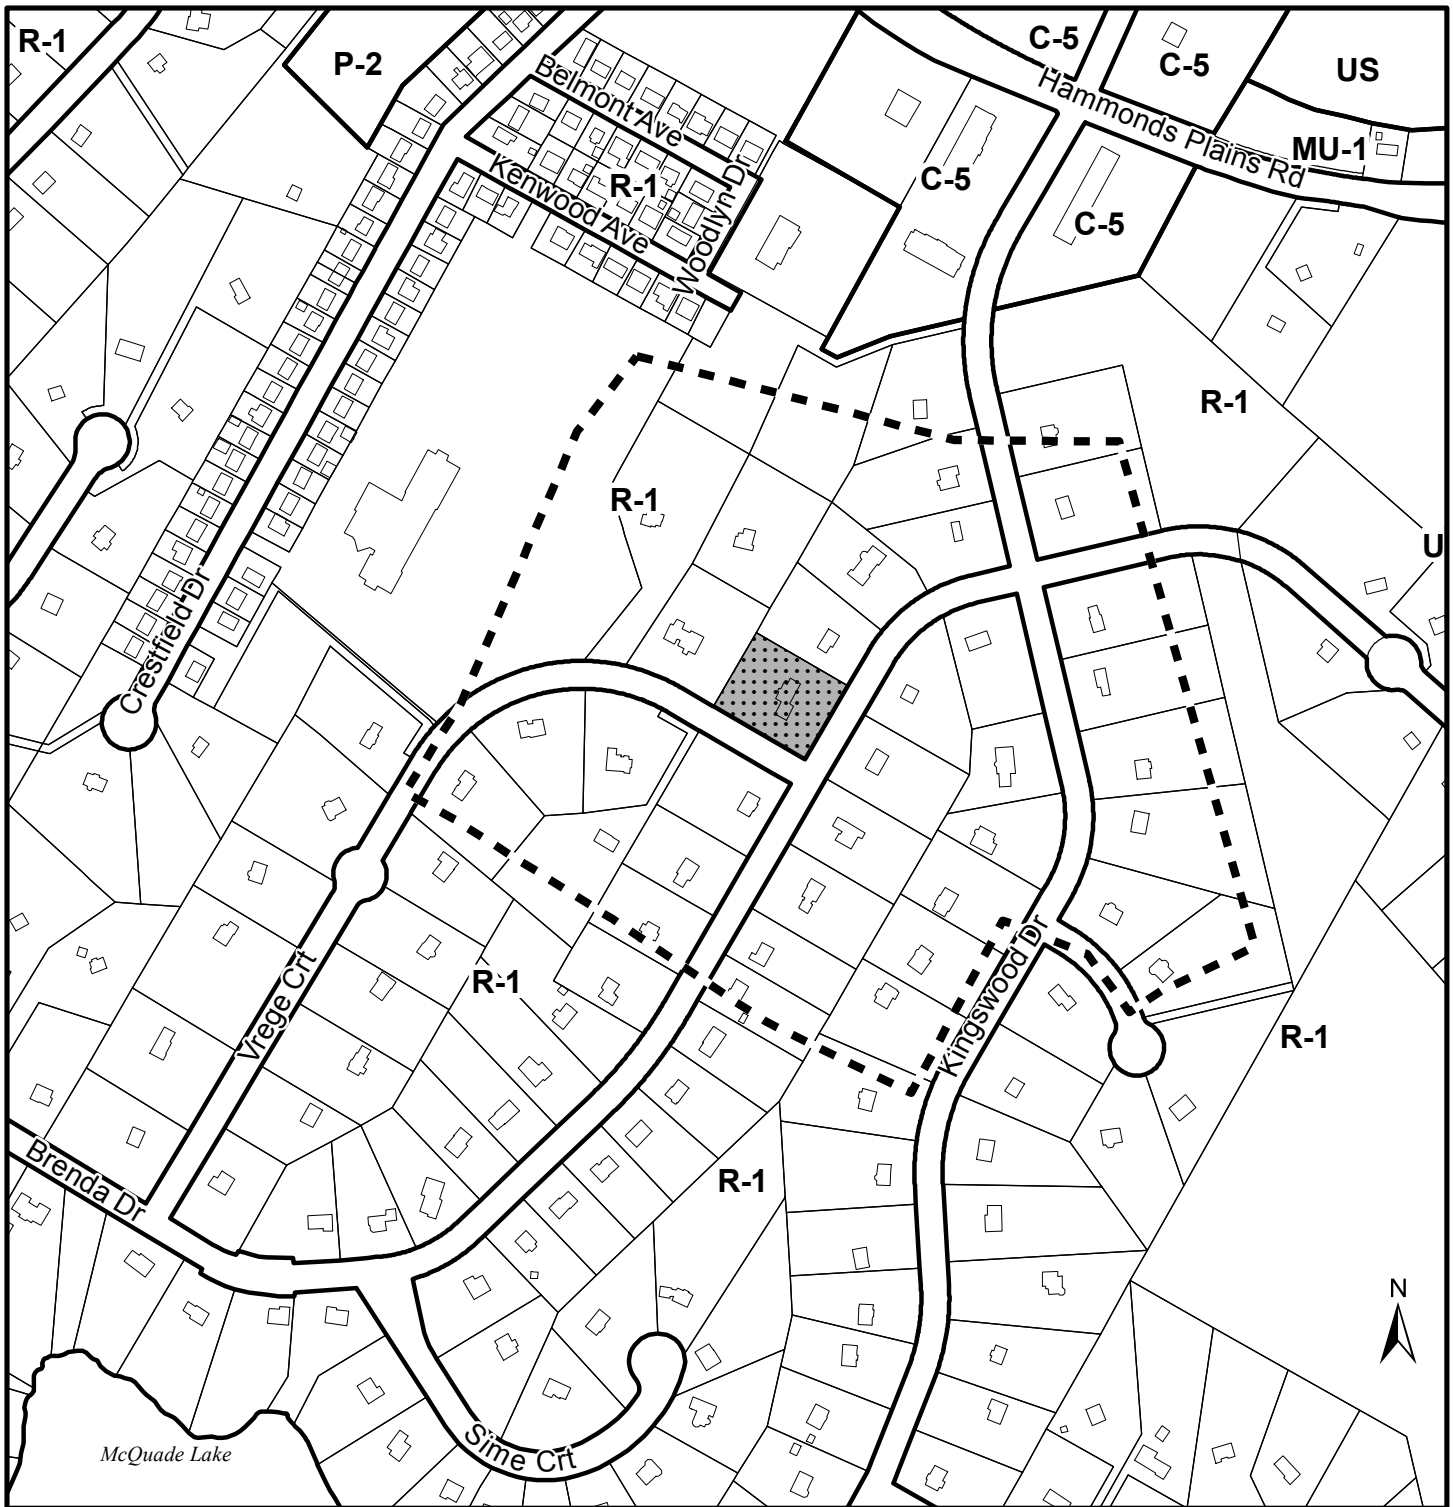 R-1
P-2
C-5
C-5
US
Belmont Ave
Hammonds Plains Rd
MU-1
Kenwood Ave
R-1
Woodlyn Dr
C-5
C-5
R-1
R-1
U
Crestfield Dr
R-1
Vrege Crt
Kingswood Dr
R-1
Brenda Dr
R-1
N
Sime Crt
McQuade Lake